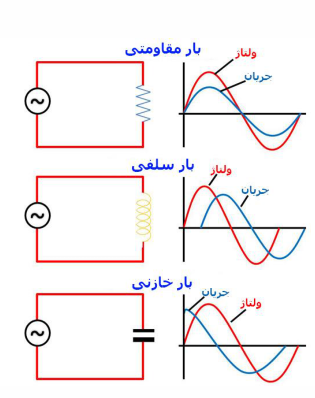 بار مقاومتی
ولتاژ
جریان
بار سلفی
ولتاژ
جریان
بار خازنی
جریان
ولتاژ